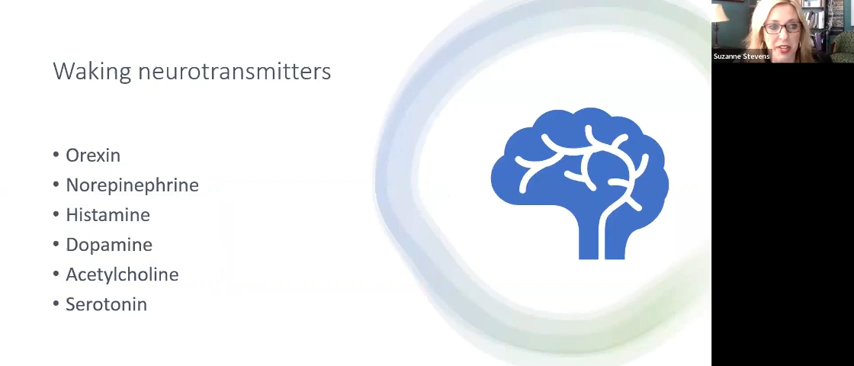 Waking neurotransmitters
• Orexin
• Norepinephrine
• Histamine
• Dopamine
• Acetylcholine
• Serotonin
Suzanne Stevens